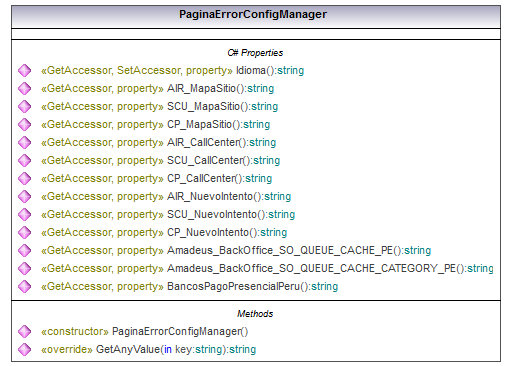 PaginaErrorConfigManager
C# Properties
«GetAccessor, SetAccessor, property» Idioma():string
«GetAccessor, property» AIR_MapaSitio():string
«GetAccessor, property» SCU_MapaSitio():string
«GetAccessor, property» CP_MapaSitio():string
«GetAccessor, property» AIR_CallCenter():string
«GetAccessor, property» SCU_CallCenter():string
«GetAccessor, property» CP_CallCenter():string
«GetAccessor, property» AIR_NuevoIntento():string
«GetAccessor, property» SCU_NuevoIntento():string
«GetAccessor, property» CP_NuevoIntento():string
«GetAccessor, property» Amadeus_BackOffice_SO_QUEUE_CACHE_PE():string
«GetAccessor, property» Amadeus_BackOffice_SO_QUEUE_CACHE_CATEGORY_PE():string
«GetAccessor, property» BancosPagoPresencialPeru():string
Methods
«constructor» PaginaErrorConfigManager()
«override» GetAnyValue(in key:string):string